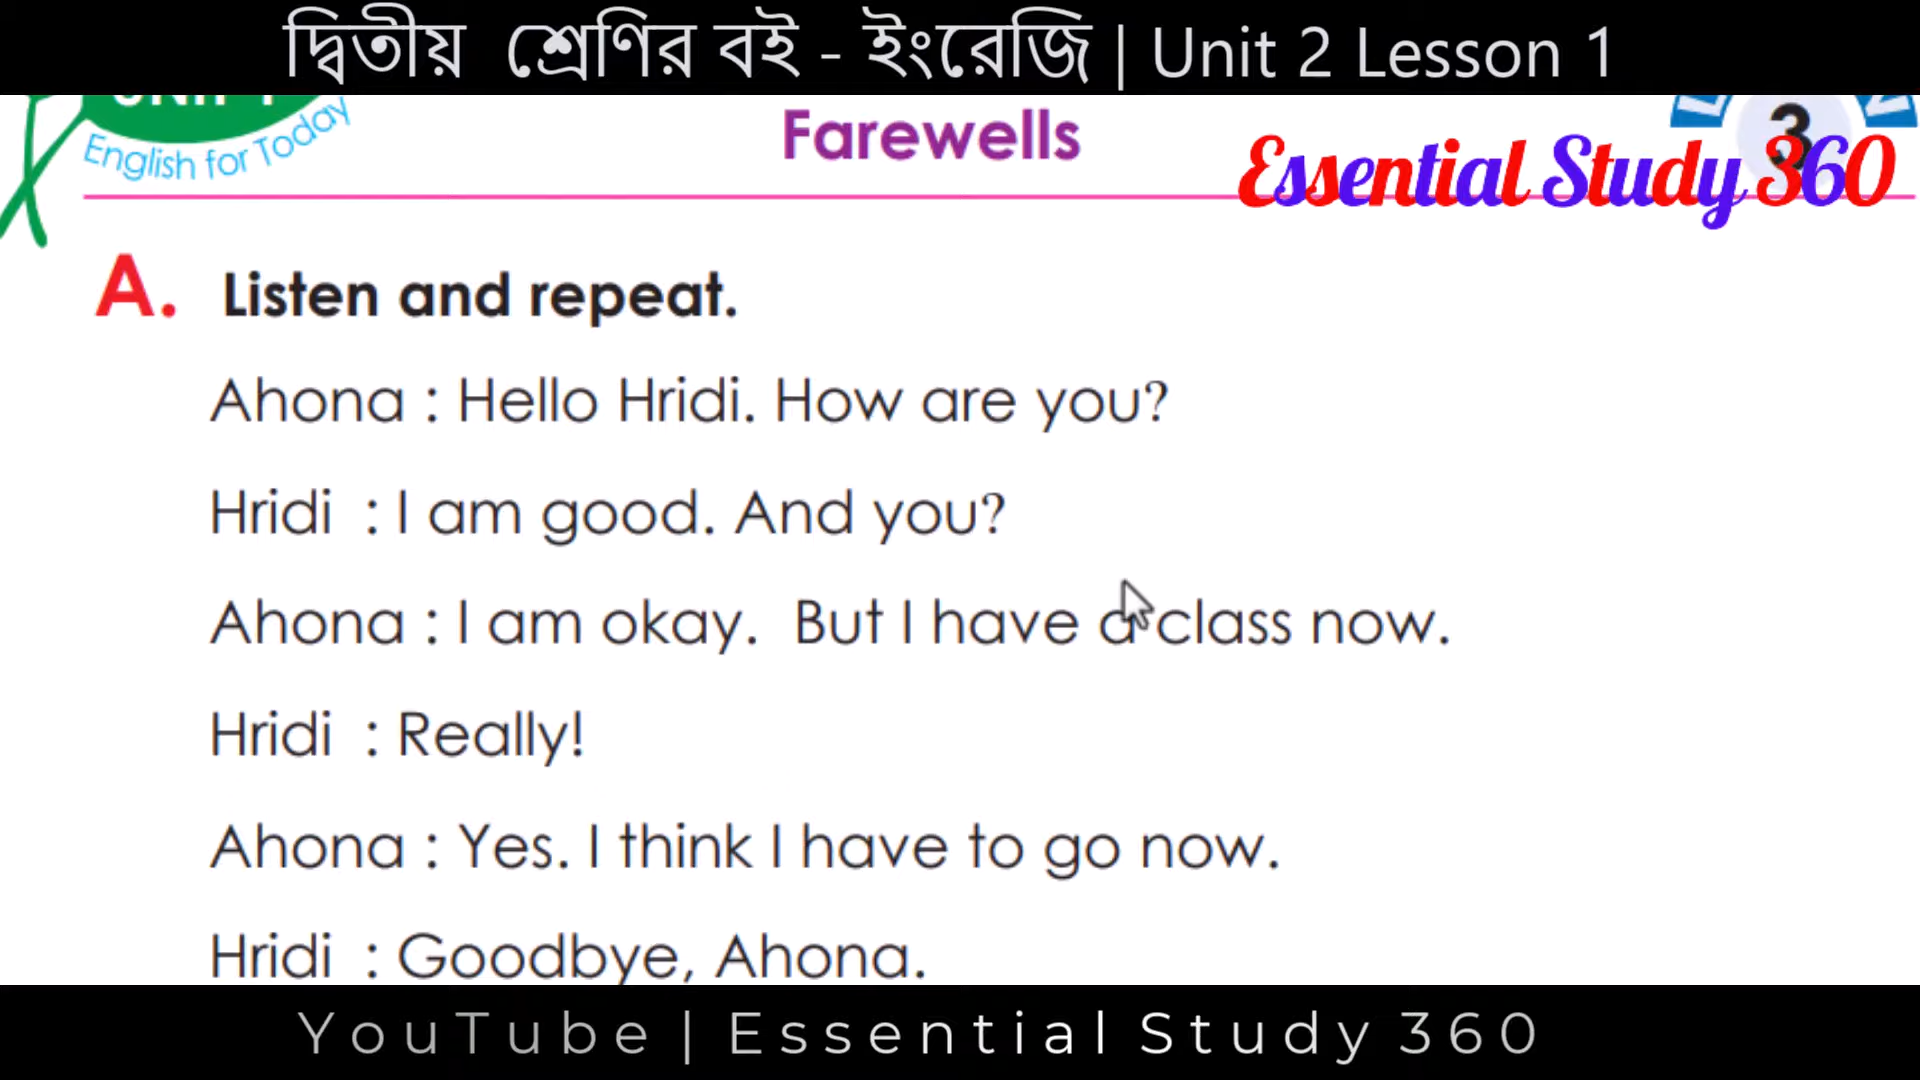 দ্বিতীয় শ্রেণির বই - ইংরেজি | Unit 2 Lesson 1
English for Today
Farewells
3
Essential Study 360
A. Listen and repeat.
Ahona : Hello Hridi. How are you?
Hridi : I am good. And you?
Ahona : I am okay. But I have a class now.
Hridi : Really!
Ahona : Yes. I think I have to go now.
Hridi : Goodbye, Ahona.
YouTube | Essential Study 360